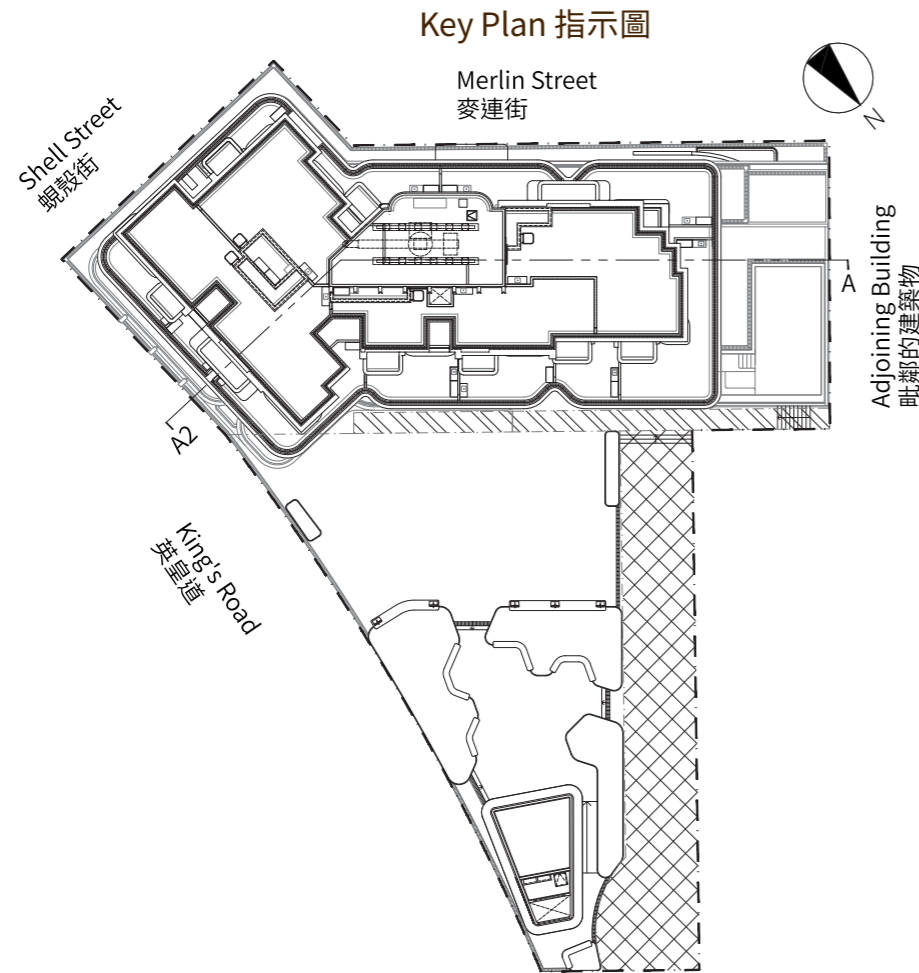 Key Plan 指示圖
Merlin Street
麥連街
N
Shell Street
蜆殼街
Adjoining Building
毗鄰的建築物
A
A2
King's Road
英皇道